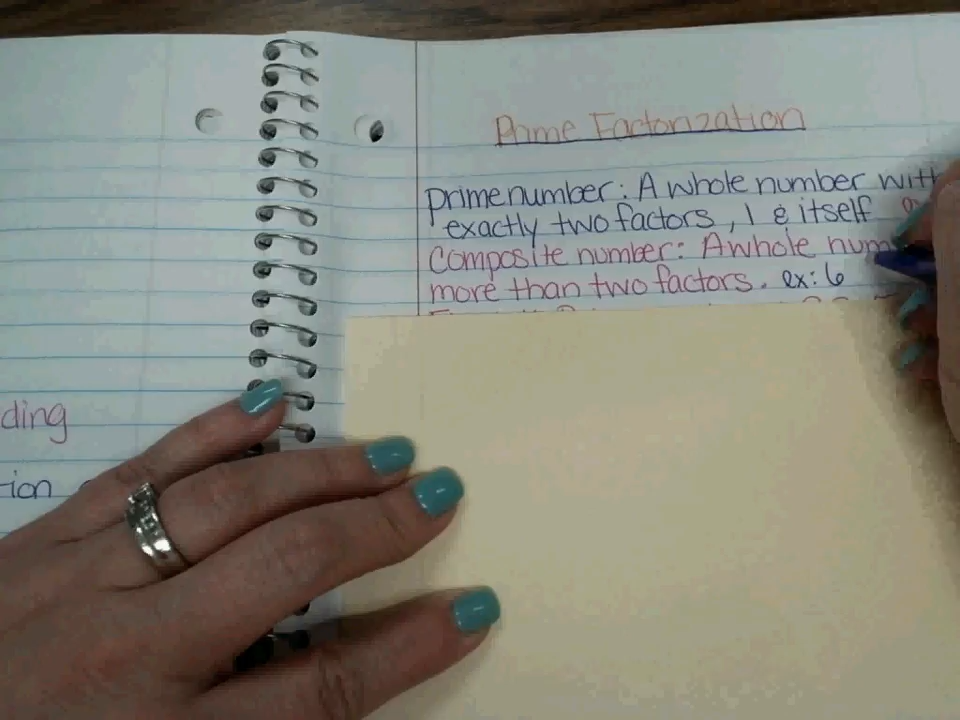 Prime Factorization
prime number: A whole number with
exactly two factors, 1 & itself
Composite number: A whole num
more than two factors. ex: 6
ding
tion